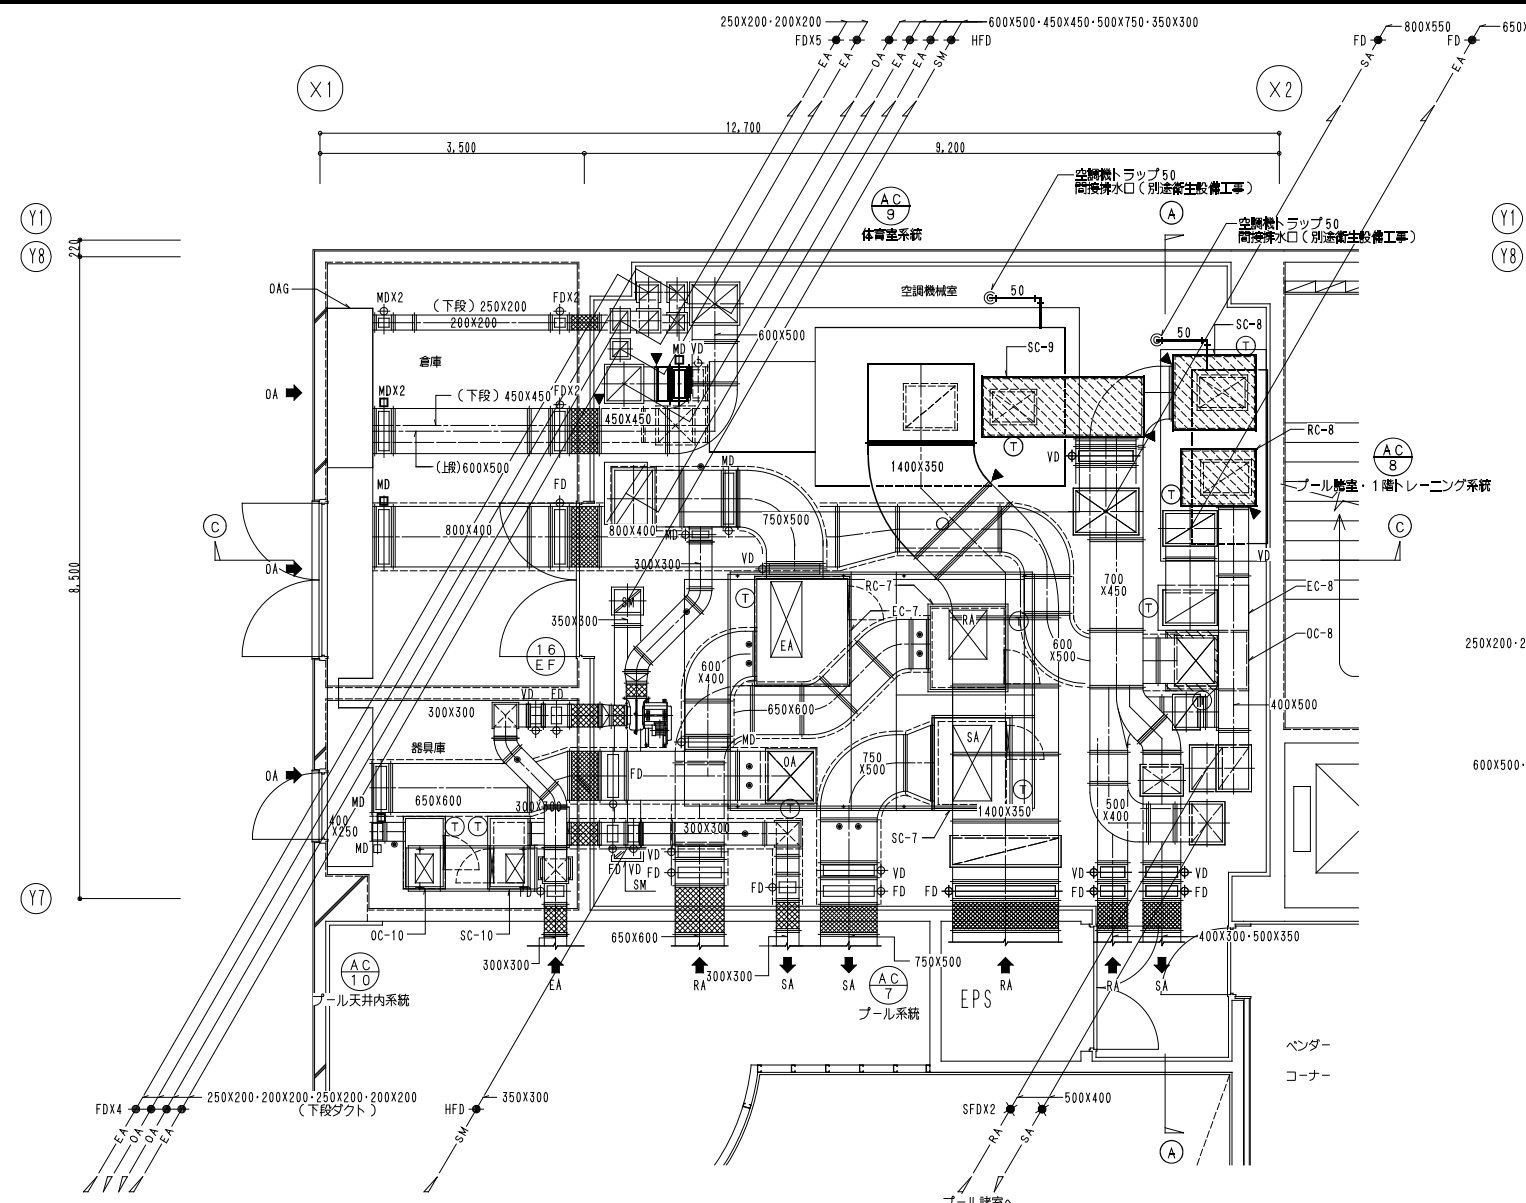 250X200・200X200
600X500・450X450・500X750・350X300
800X550
650X
FDX5
HFD
FD
FD
EA
EA
OA
EA
EA
SM
SA
EA
X1
X2
12,700
3,500
9,200
空調機トラップ50
間接排水口(別途衛生設備工事)
空調機トラップ50
間接排水口(別途衛生設備工事)
AC
9
体育室系統
A
Y1
Y8
220
Y1
Y8
OAG
MDX2
(下段)250X200
FDX2
200X200
空調機械室
50
50
SC-8
T
600X500
SC-9
倉庫
MD
VD
OA
MDX2
(下段)450X450
FDX2
450X450
(上段)600X500
T
RC-8
AC
8
プール諸室・1階トレーニング系統
1400X350
VD
MD
FD
MD
T
C
C
800X400
800X400
750X500
MD
VD
VD
300X300
OA
8,500
700
X450
SM
350X300
T
RC-7
EC-7
RA
T
T
EC-8
OC-8
EA
600
X500
16
EF
600
X400
250X200・2
VD
FD
300X300
650X600
T
400X500
器具庫
MD
OA
SA
750
X500
FD
OA
600X500・
T
MD
650X600
300X300
T
1400X350
500
X400
400
X250
T
T
300X300
SC-7
MD
FD
VD
SM
VD
FD
FD
FD
VD
FD
FD
VD
FD
VD
FD
Y7
OC-10
SC-10
650X600
400X300・500X350
300X300
300X300
750X500
EA
RA
SA
SA
RA
RA
SA
AC
10
プール天井内系統
AC
7
プール系統
EPS
ベンダー
コーナー
FDX4
250X200・200X200・250X200・200X200
(下段ダクト)
HFD
350X300
SFDX2
500X400
EA
OA
OA
EA
SM
RA
SA
A
プール諸室へ